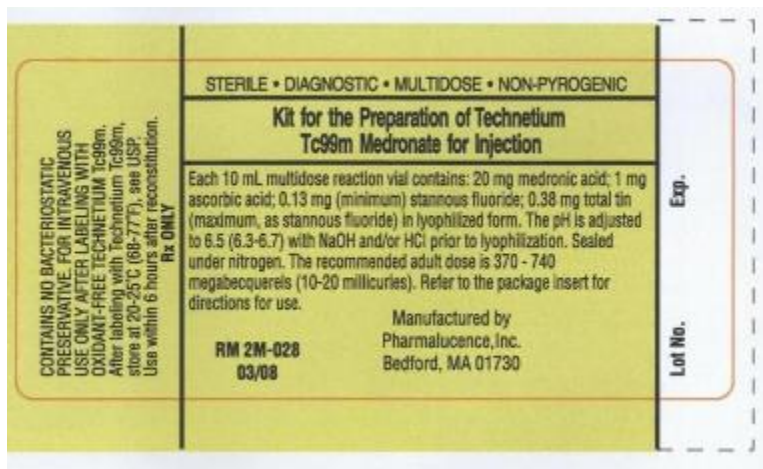 CONTAINS NO BACTERIOSTATIC
PRESERVATIVE. FOR INTRAVENOUS
USE ONLY AFTER LABELING WITH
OXIDANT-FREE TECHNETIUM Tc99m.
After labeling with Technetium Tc99m,
store at 20-25°C (68-77°F), see USP.
Use within 6 hours after reconstitution.
Rx ONLY
STERILE • DIAGNOSTIC • MULTIDOSE • NON-PYROGENIC
Kit for the Preparation of Technetium
Tc99m Medronate for Injection
Each 10 mL multidose reaction vial contains: 20 mg medronic acid; 1 mg
ascorbic acid; 0.13 mg (minimum) stannous fluoride; 0.38 mg total tin
(maximum, as stannous fluoride) in lyophilized form. The pH is adjusted
to 6.5 (6.3-6.7) with NaOH and/or HCl prior to lyophilization. Sealed
under nitrogen. The recommended adult dose is 370 - 740
megabecquerels (10-20 millicuries). Refer to the package insert for
directions for use.
Manufactured by
Pharmalucence,Inc.
Bedford, MA 01730
RM 2M-028
03/08
Lot No. Exp.